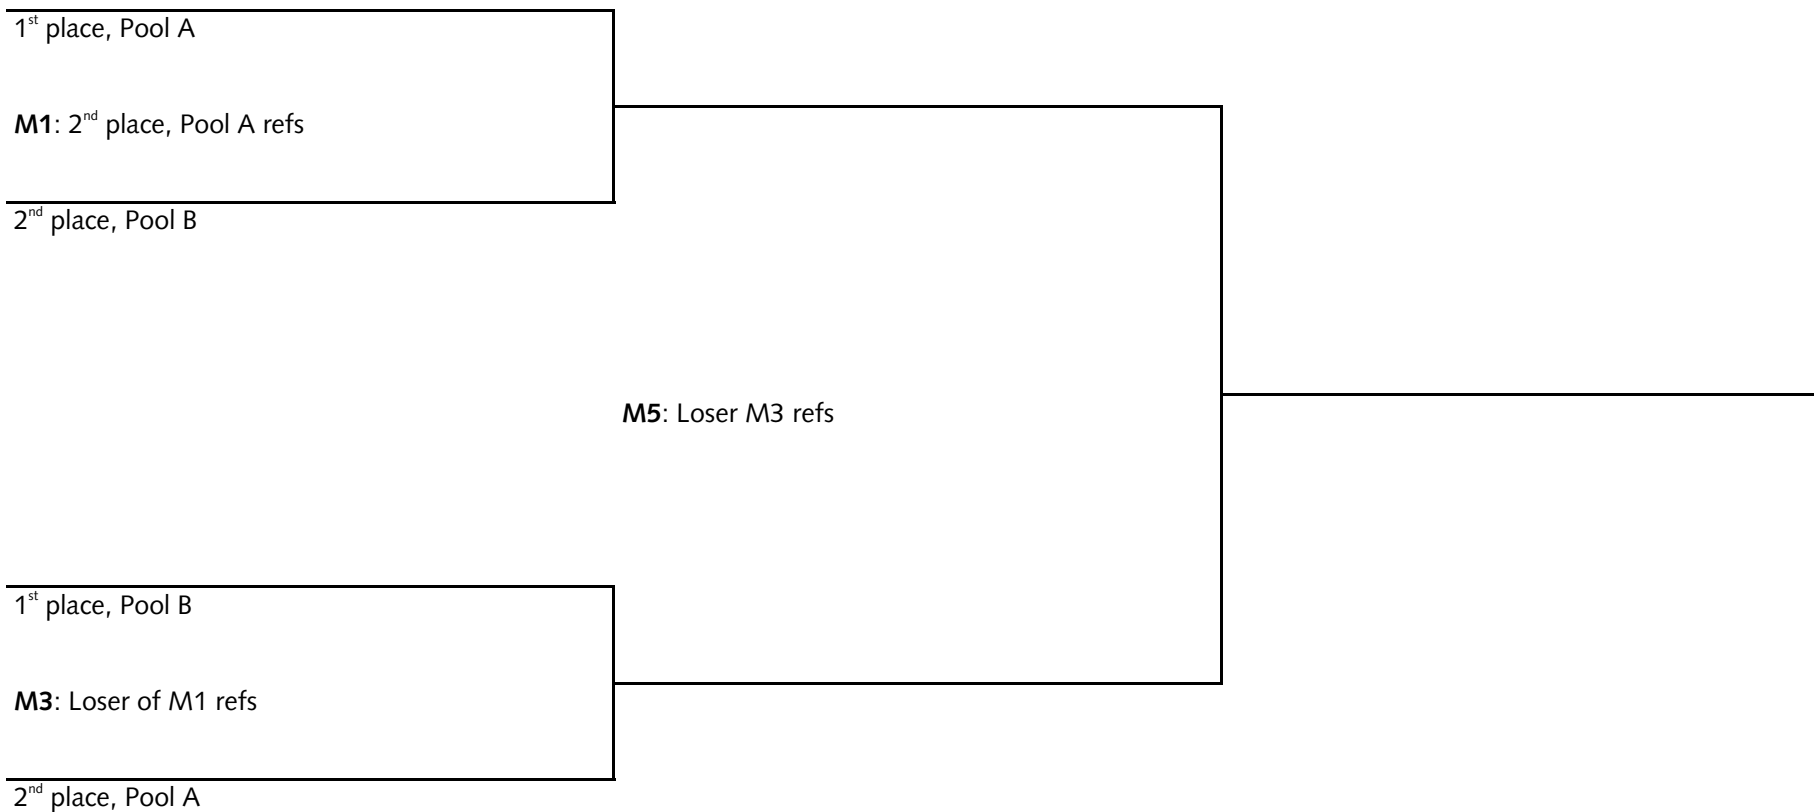 1st place, Pool A
M1: 2nd place, Pool A refs
2nd place, Pool B
M5: Loser M3 refs
1st place, Pool B
M3: Loser of M1 refs
2nd place, Pool A